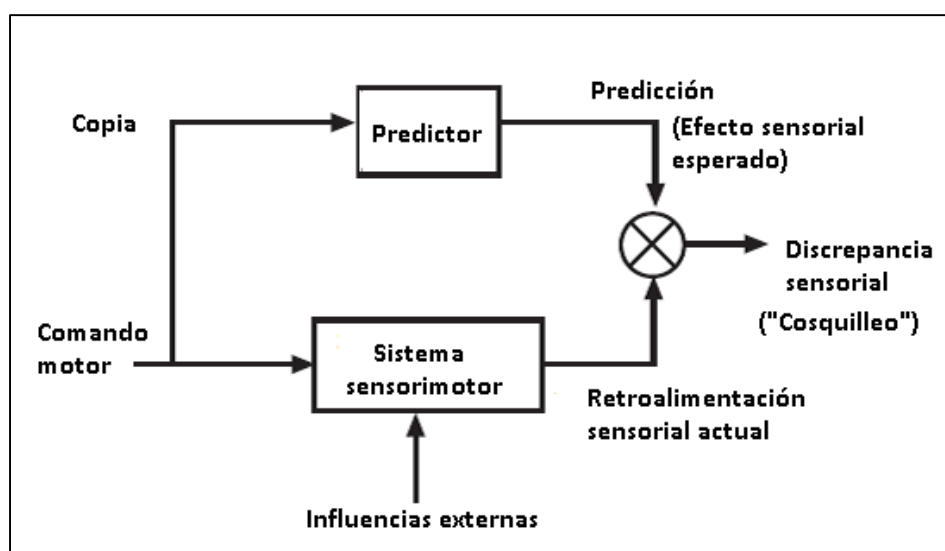 Copia
Predictor
Predicción
(Efecto sensorial
esperado)
Discrepancia
sensorial
("Cosquilleo")
Comando
motor
Sistema
sensorimotor
Retroalimentación
sensorial actual
Influencias externas